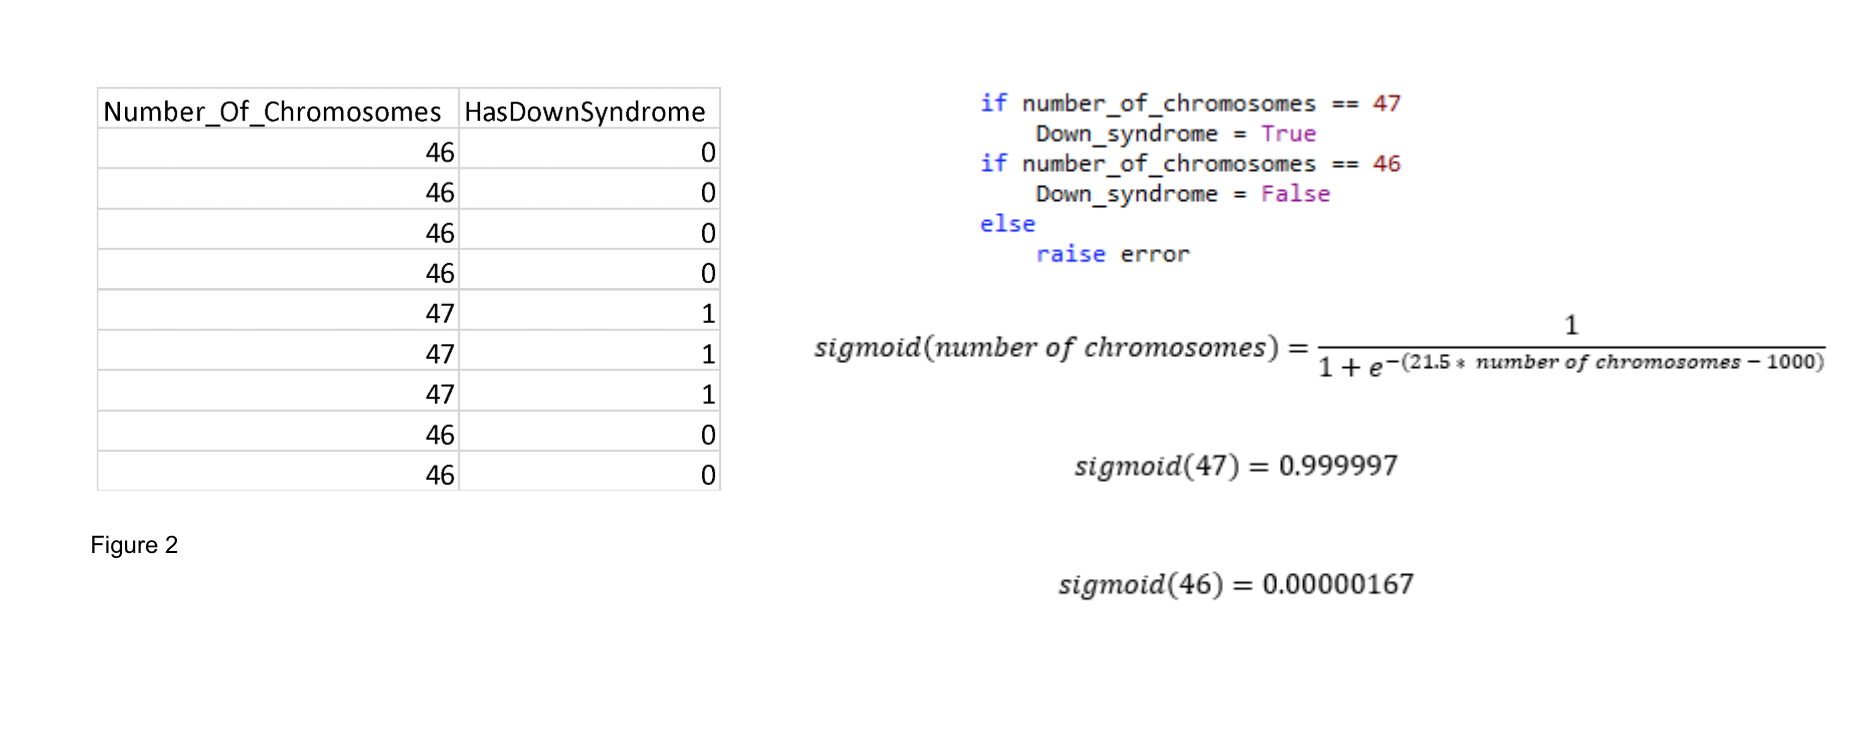 Number_Of_Chromosomes HasDownSyndrome
46 0
46 0
46 0
46 0
47 1
47 1
47 1
46 0
46 0
Figure 2
if number_of_chromosomes == 47
Down_syndrome = True
if number_of_chromosomes == 46
Down_syndrome = False
else
raise error
sigmoid(number of chromosomes) = 1 / (1 + e^−(21.5 * number of chromosomes − 1000))
sigmoid(47) = 0.999997
sigmoid(46) = 0.00000167